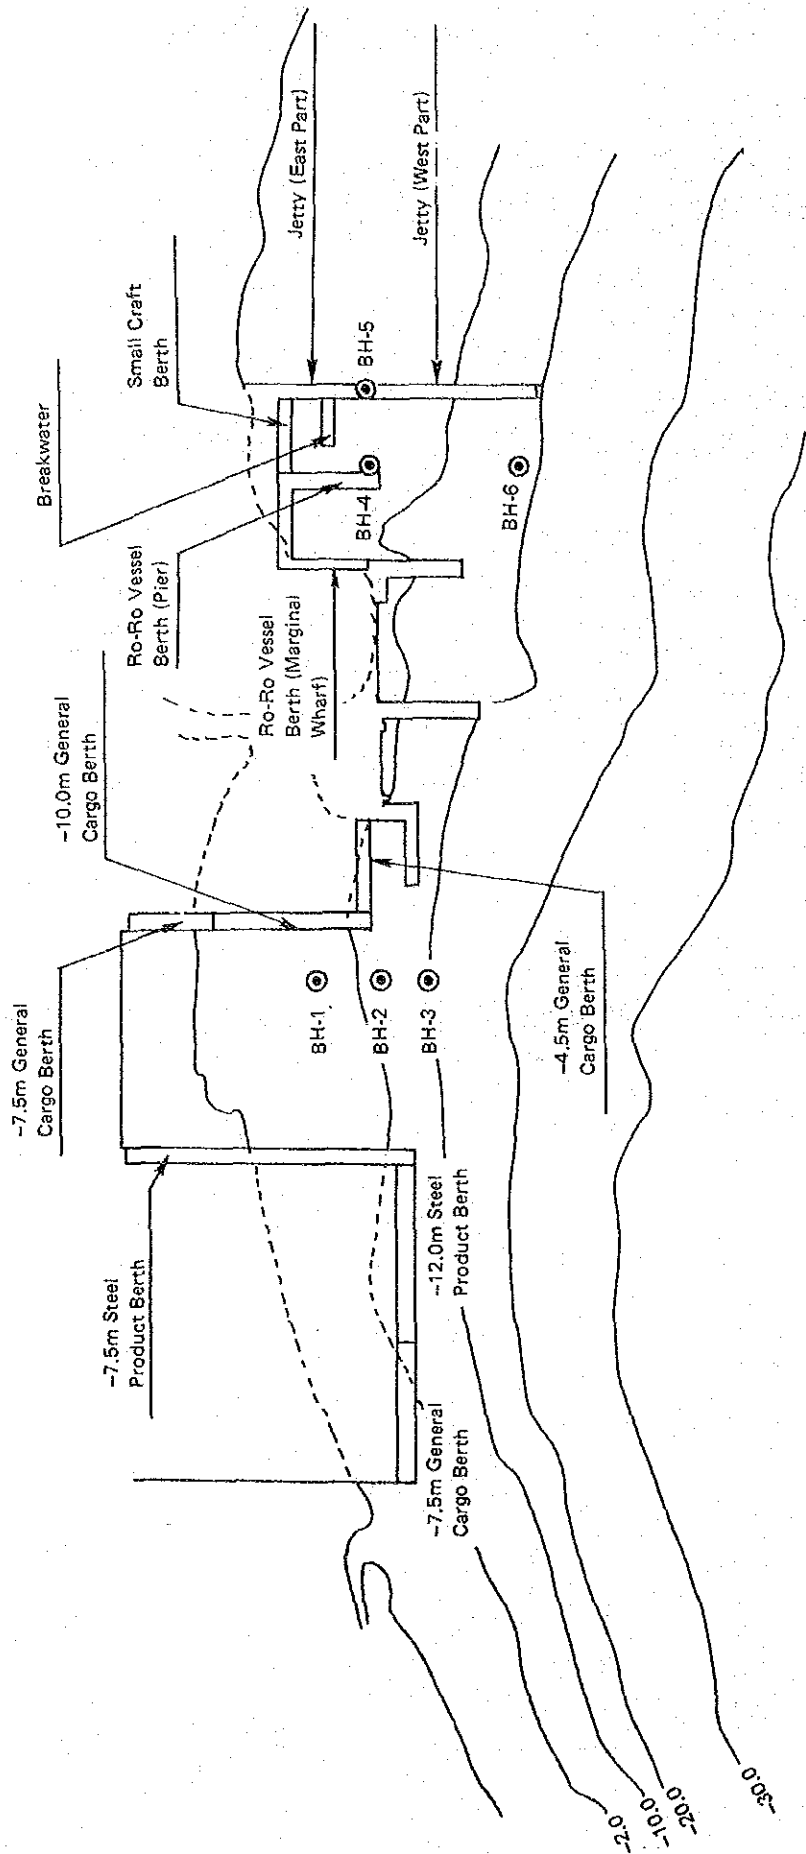 Jetty (East Part)
Jetty (West Part)
Small Craft
Berth
BH-5
Breakwater
BH-4
BH-6
Ro-Ro Vessel
Berth (Pier)
Ro-Ro Vessel
Berth (Marginal
Wharf)
-10.0m General
Cargo Berth
-7.5m General
Cargo Berth
BH-1
BH-2
BH-3
-4.5m General
Cargo Berth
-7.5m Steel
Product Berth
-12.0m Steel
Product Berth
-7.5m General
Cargo Berth
-2.0
-10.0
-20.0
-30.0